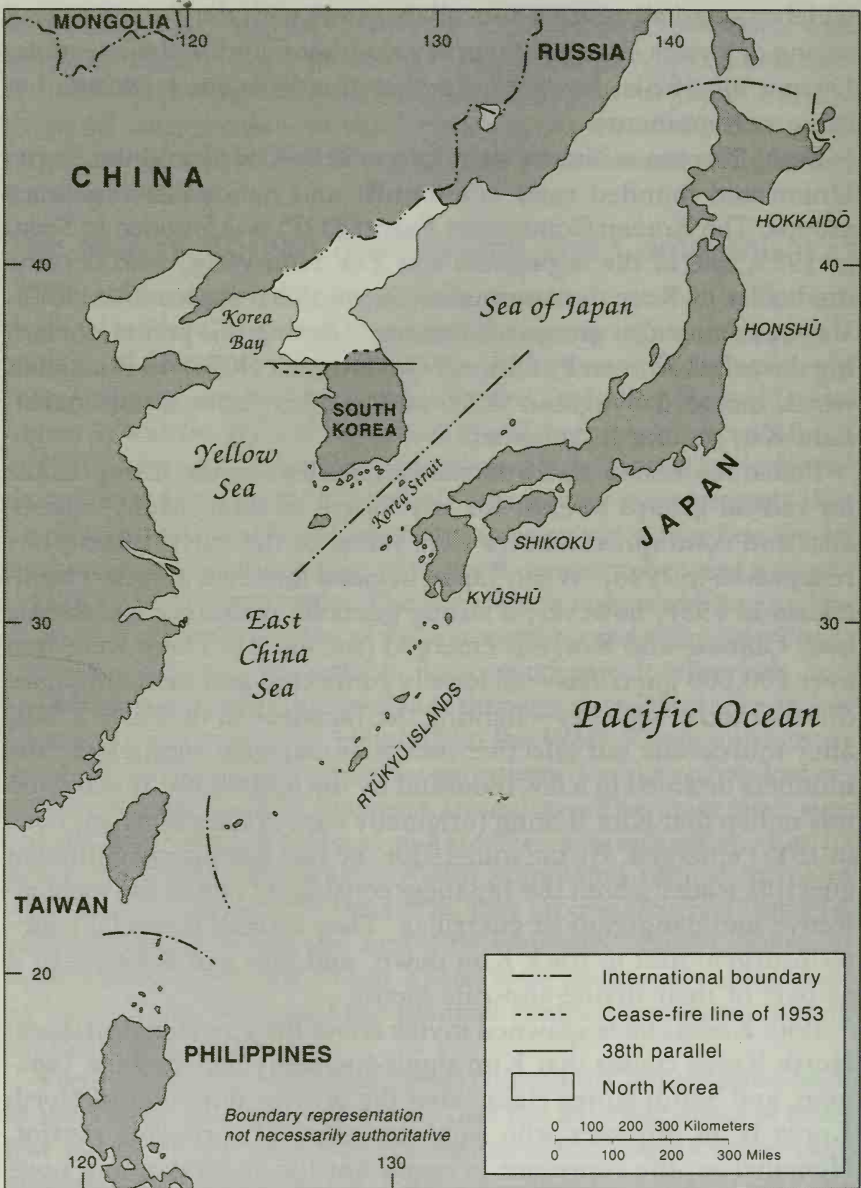 MONGOLIA
120
130
140
RUSSIA
CHINA
HOKKAIDŌ
40
40
Korea
Bay
Sea of Japan
HONSHŪ
SOUTH
KOREA
Yellow
Sea
Korea Strait
JAPAN
SHIKOKU
KYŪSHŪ
30
30
East
China
Sea
RYŪKYŪ ISLANDS
Pacific Ocean
TAIWAN
20
PHILIPPINES
Boundary representation
not necessarily authoritative
120
130
International boundary
Cease-fire line of 1953
38th parallel
North Korea
0 100 200 300 Kilometers
0 100 200 300 Miles